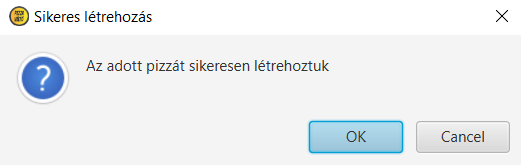 Sikeres létrehozás
Az adott pizzát sikeresen létrehoztuk
OK
Cancel